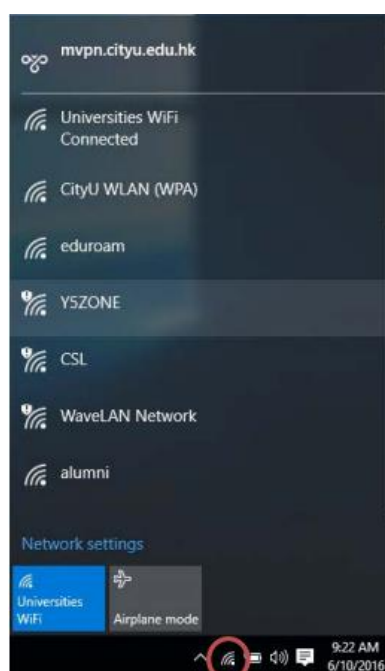 mvpn.cityu.edu.hk
Universities WiFi
Connected
CityU WLAN (WPA)
eduroam
Y5ZONE
CSL
WaveLAN Network
alumni
Network settings
Universities
WiFi
Airplane mode
9:22 AM
6/10/2016